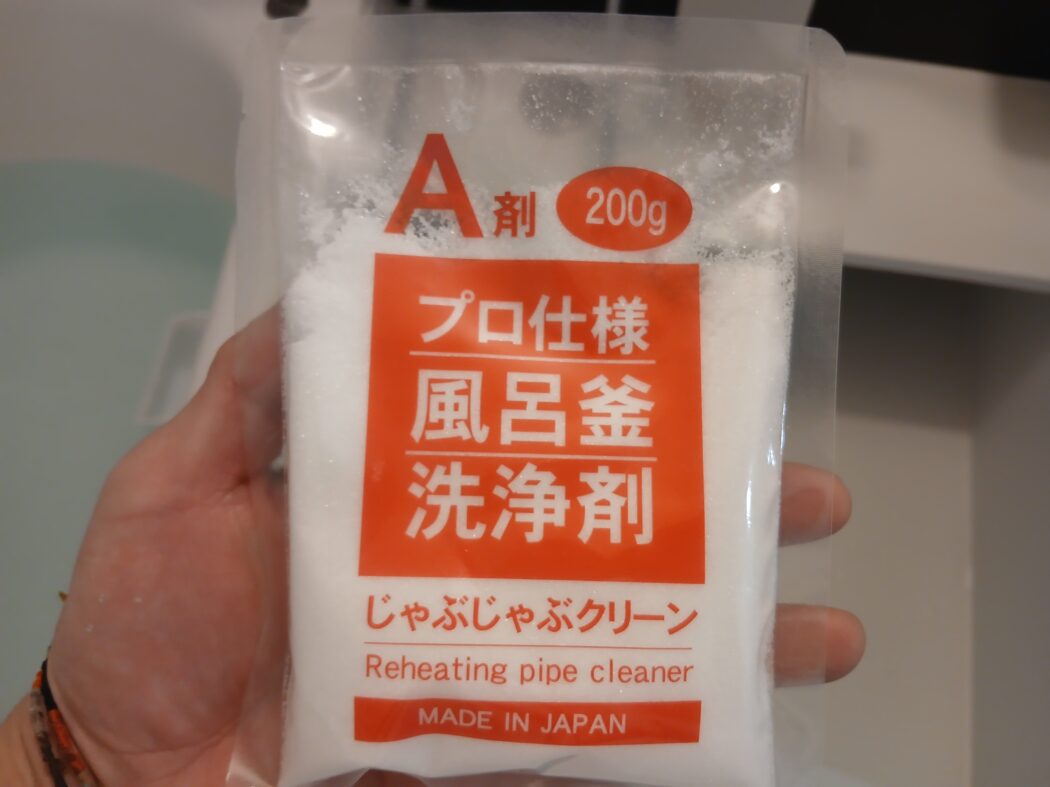 A剤 200g
プロ仕様
風呂釜
洗浄剤
じゃぶじゃぶクリーン
Reheating pipe cleaner
MADE IN JAPAN